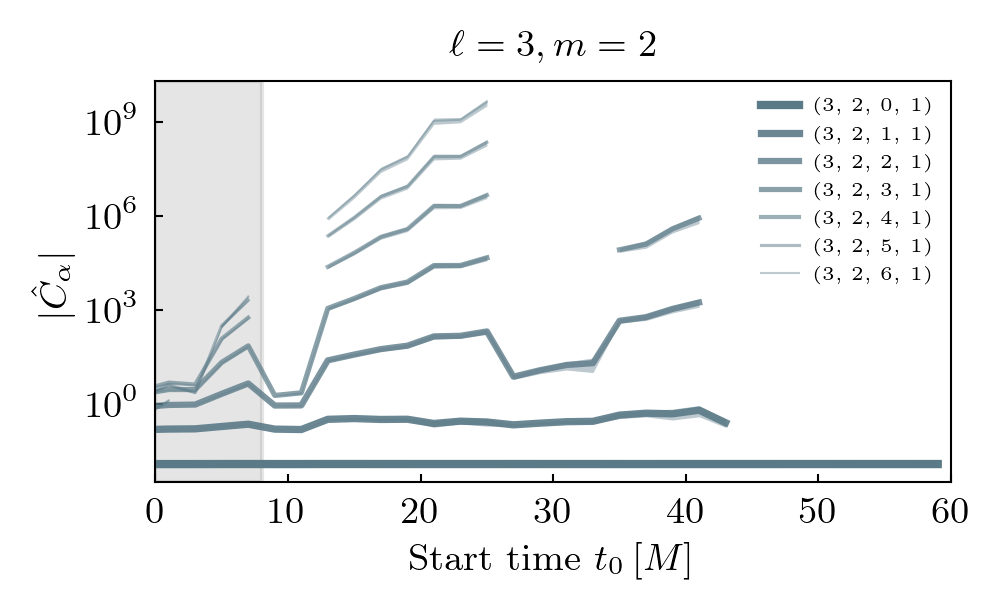 ℓ = 3, m = 2
|Ĉ_α|
10^9
10^6
10^3
10^0
(3, 2, 0, 1)
(3, 2, 1, 1)
(3, 2, 2, 1)
(3, 2, 3, 1)
(3, 2, 4, 1)
(3, 2, 5, 1)
(3, 2, 6, 1)
0 10 20 30 40 50 60
Start time t_0 [M]